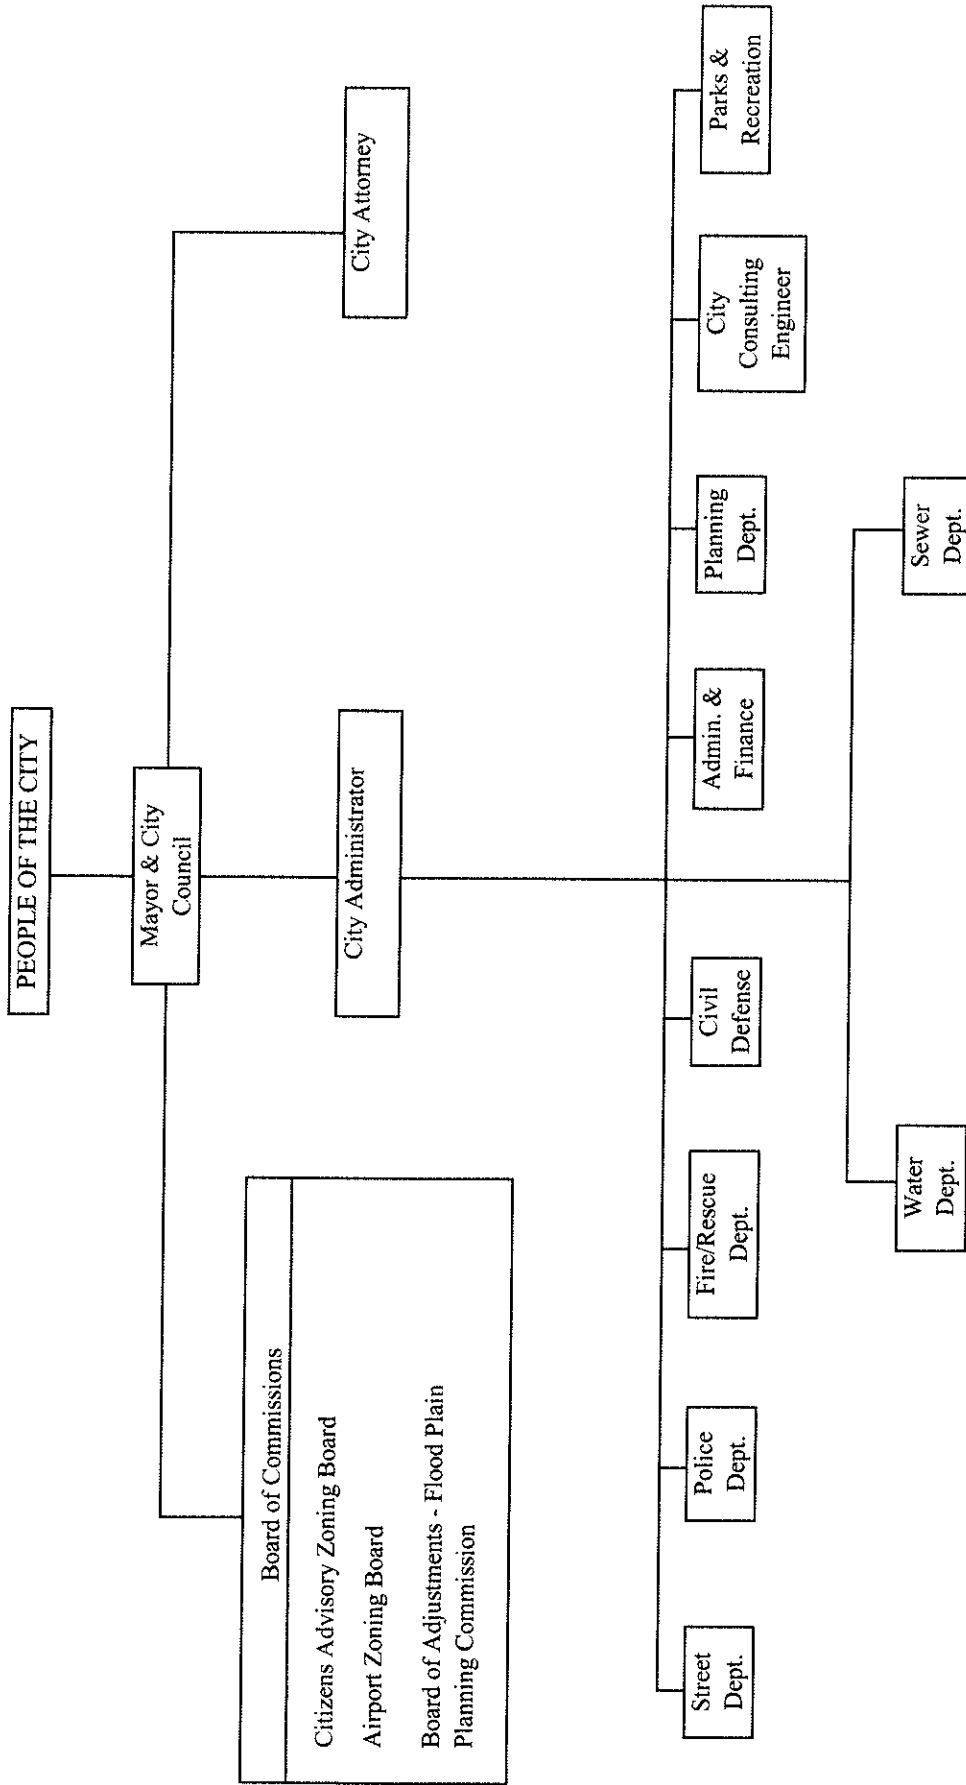 PEOPLE OF THE CITY
Mayor & City
Council
Board of Commissions
Citizens Advisory Zoning Board
Airport Zoning Board
Board of Adjustments - Flood Plain
Planning Commission
City Administrator
City Attorney
Street
Dept.
Police
Dept.
Fire/Rescue
Dept.
Civil
Defense
Admin. &
Finance
Planning
Dept.
City
Consulting
Engineer
Parks &
Recreation
Water
Dept.
Sewer
Dept.